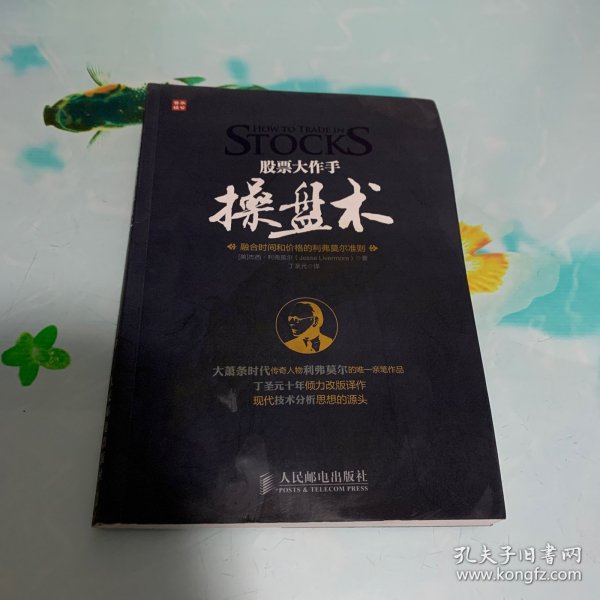 HOW TO TRADE IN
STOCKS
股票大作手
操盘术
融合时间和价格的利弗莫尔准则
[美]杰西·利弗莫尔（Jesse Livermore）◎著
丁圣元◎译
大萧条时代传奇人物利弗莫尔的唯一亲笔作品
丁圣元十年倾力改版译作
现代技术分析思想的源头
人民邮电出版社
POSTS & TELECOM PRESS
孔夫子旧书网
www.kongfz.com